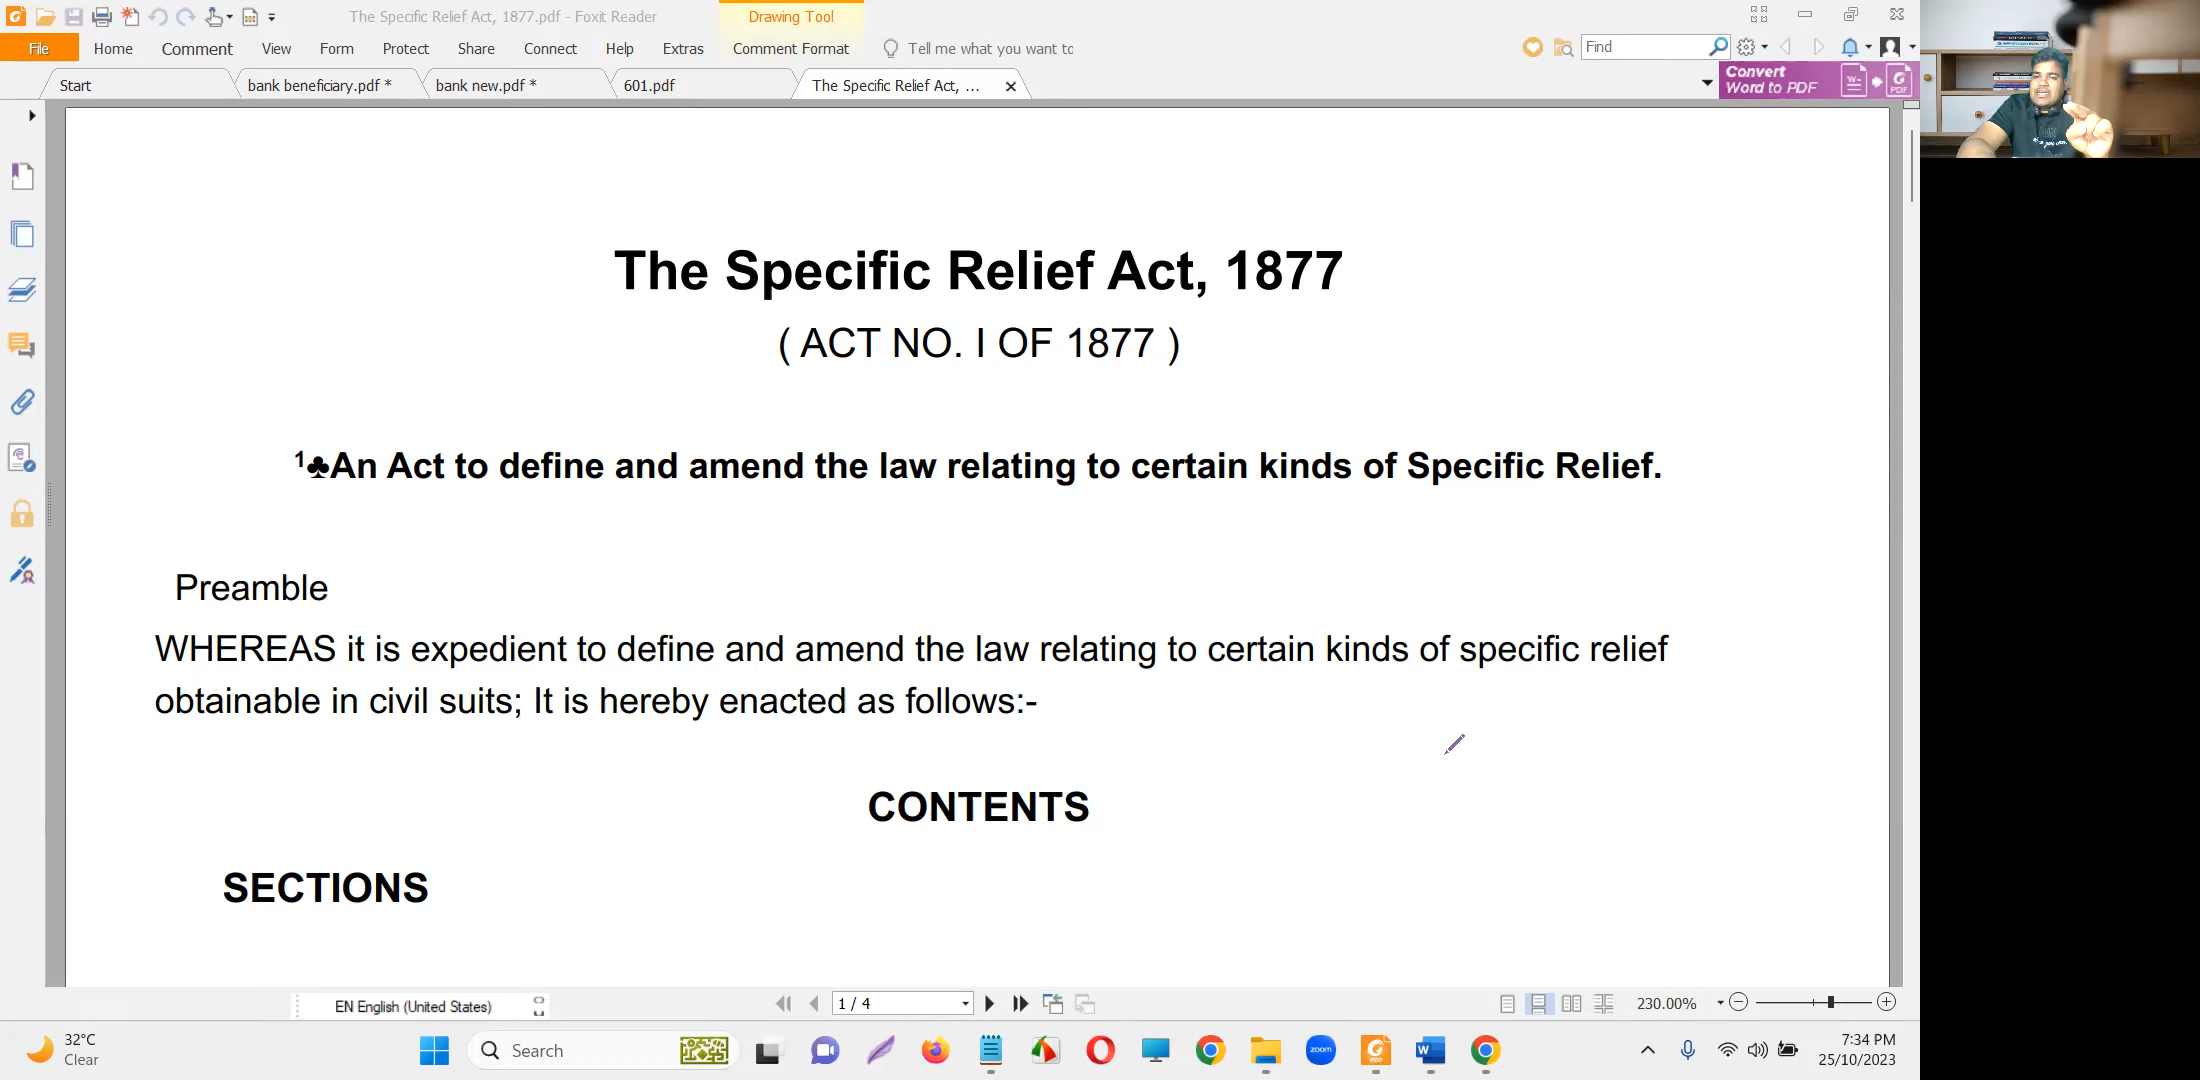 The Specific Relief Act, 1877.pdf - Foxit Reader
Drawing Tool
File Home Comment View Form Protect Share Connect Help Extras Comment Format Tell me what you want to
Find
Start bank beneficiary.pdf * bank new.pdf * 601.pdf The Specific Relief Act, ...
Convert
Word to PDF
The Specific Relief Act, 1877
( ACT NO. I OF 1877 )
1♣An Act to define and amend the law relating to certain kinds of Specific Relief.
Preamble
WHEREAS it is expedient to define and amend the law relating to certain kinds of specific relief
obtainable in civil suits; It is hereby enacted as follows:-
CONTENTS
SECTIONS
EN English (United States)
1 / 4
230.00%
32°C
Clear
Search
zoom
7:34 PM
25/10/2023